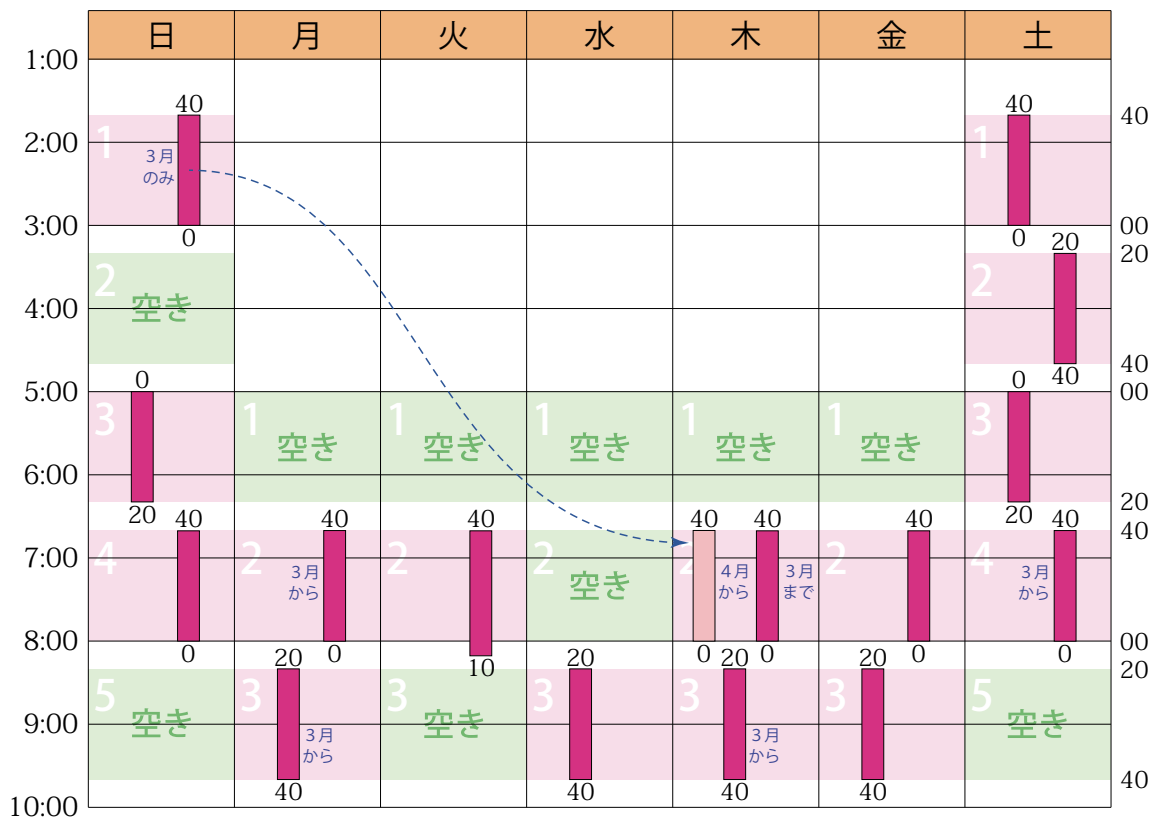 日 月 火 水 木 金 土
1:00
40 40
1 1 40
2:00
3月
のみ
3:00 00
0 0
20 20
2 2
空き
4:00
40
40
0 0
5:00 00
3 1 1 1 1 1 3
空き 空き 空き 空き 空き
6:00
20 20 20
40 40 40 40 40 40 40
40
4 2 2 2 2 2 4
7:00
3月 4月 3月 3月
から から まで から
空き
8:00 00
0 0 10 0 0 0 0
20 20 20 20 20
5 3 3 3 3 3 5
空き 空き 空き
9:00
3月 3月
から から
40
40 40 40 40
10:00